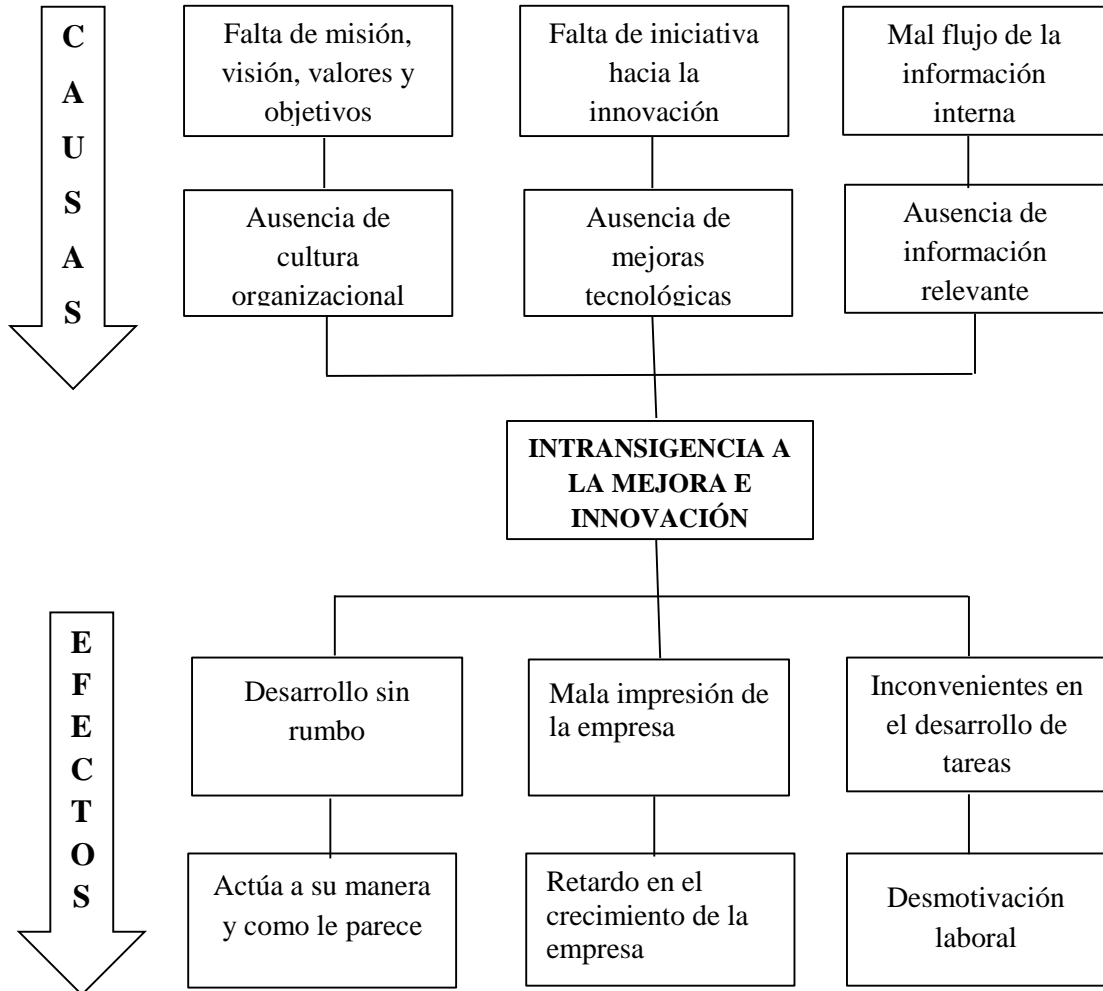 C
A
U
S
A
S
Falta de misión,
visión, valores y
objetivos
Falta de iniciativa
hacia la
innovación
Mal flujo de la
información
interna
Ausencia de
cultura
organizacional
Ausencia de
mejoras
tecnológicas
Ausencia de
información
relevante
INTRANSIGENCIA A
LA MEJORA E
INNOVACIÓN
E
F
E
C
T
O
S
Desarrollo sin
rumbo
Mala impresión de
la empresa
Inconvenientes en
el desarrollo de
tareas
Actúa a su manera
y como le parece
Retardo en el
crecimiento de la
empresa
Desmotivación
laboral